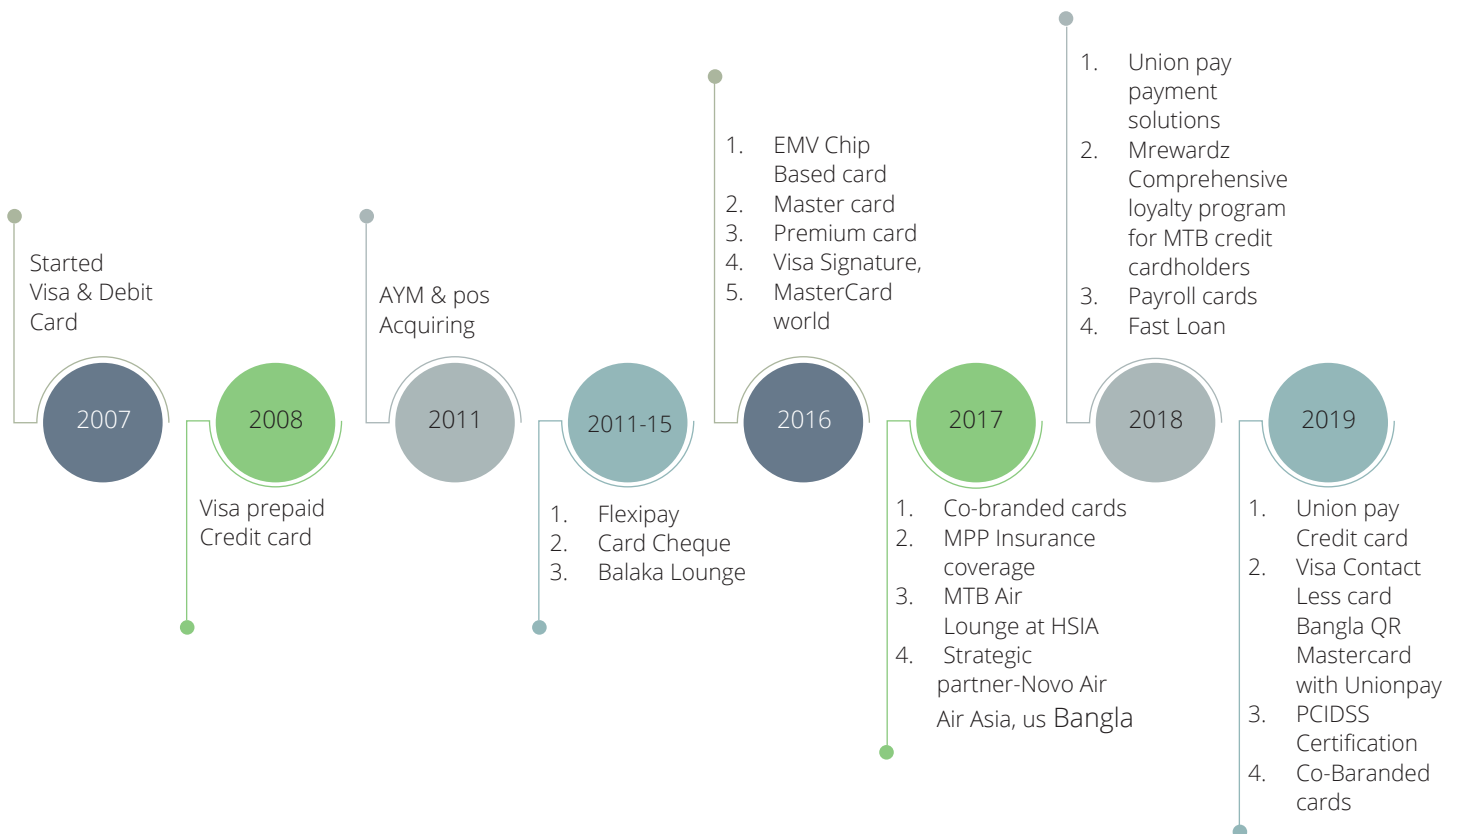 Started
Visa & Debit
Card
2007
2008
Visa prepaid
Credit card
AYM & pos
Acquiring
2011
2011-15
1. Flexipay
2. Card Cheque
3. Balaka Lounge
1. EMV Chip
Based card
2. Master card
3. Premium card
4. Visa Signature,
5. MasterCard
world
2016
2017
1. Co-branded cards
2. MPP Insurance
coverage
3. MTB Air
Lounge at HSIA
4. Strategic
partner-Novo Air
Air Asia, us Bangla
1. Union pay
payment
solutions
2. Mrewardz
Comprehensive
loyalty program
for MTB credit
cardholders
3. Payroll cards
4. Fast Loan
2018
2019
1. Union pay
Credit card
2. Visa Contact
Less card
Bangla QR
Mastercard
with Unionpay
3. PCIDSS
Certification
4. Co-Baranded
cards